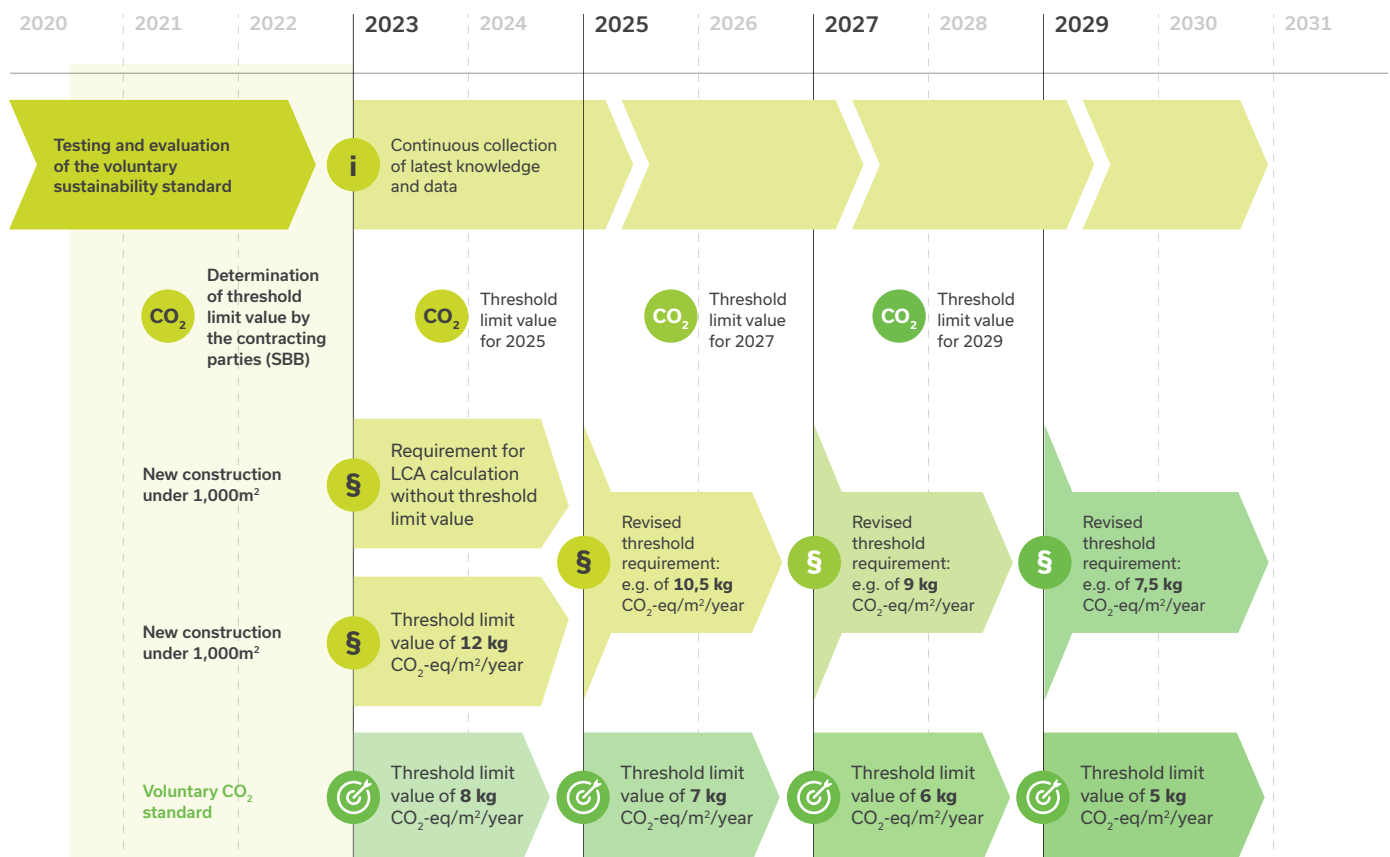 2020
2021
2022
2023
2024
2025
2026
2027
2028
2029
2030
2031
Testing and evaluation
of the voluntary
sustainability standard
i
Continuous collection
of latest knowledge
and data
CO₂
Determination
of threshold
limit value by
the contracting
parties (SBB)
CO₂
Threshold
limit value
for 2025
CO₂
Threshold
limit value
for 2027
CO₂
Threshold
limit value
for 2029
New construction
under 1,000m²
§
Requirement for
LCA calculation
without threshold
limit value
New construction
under 1,000m²
§
Threshold limit
value of 12 kg
CO₂-eq/m²/year
§
Revised
threshold
requirement:
e.g. of 10,5 kg
CO₂-eq/m²/year
§
Revised
threshold
requirement:
e.g. of 9 kg
CO₂-eq/m²/year
§
Revised
threshold
requirement:
e.g. of 7,5 kg
CO₂-eq/m²/year
Voluntary CO₂
standard
Threshold limit
value of 8 kg
CO₂-eq/m²/year
Threshold limit
value of 7 kg
CO₂-eq/m²/year
Threshold limit
value of 6 kg
CO₂-eq/m²/year
Threshold limit
value of 5 kg
CO₂-eq/m²/year